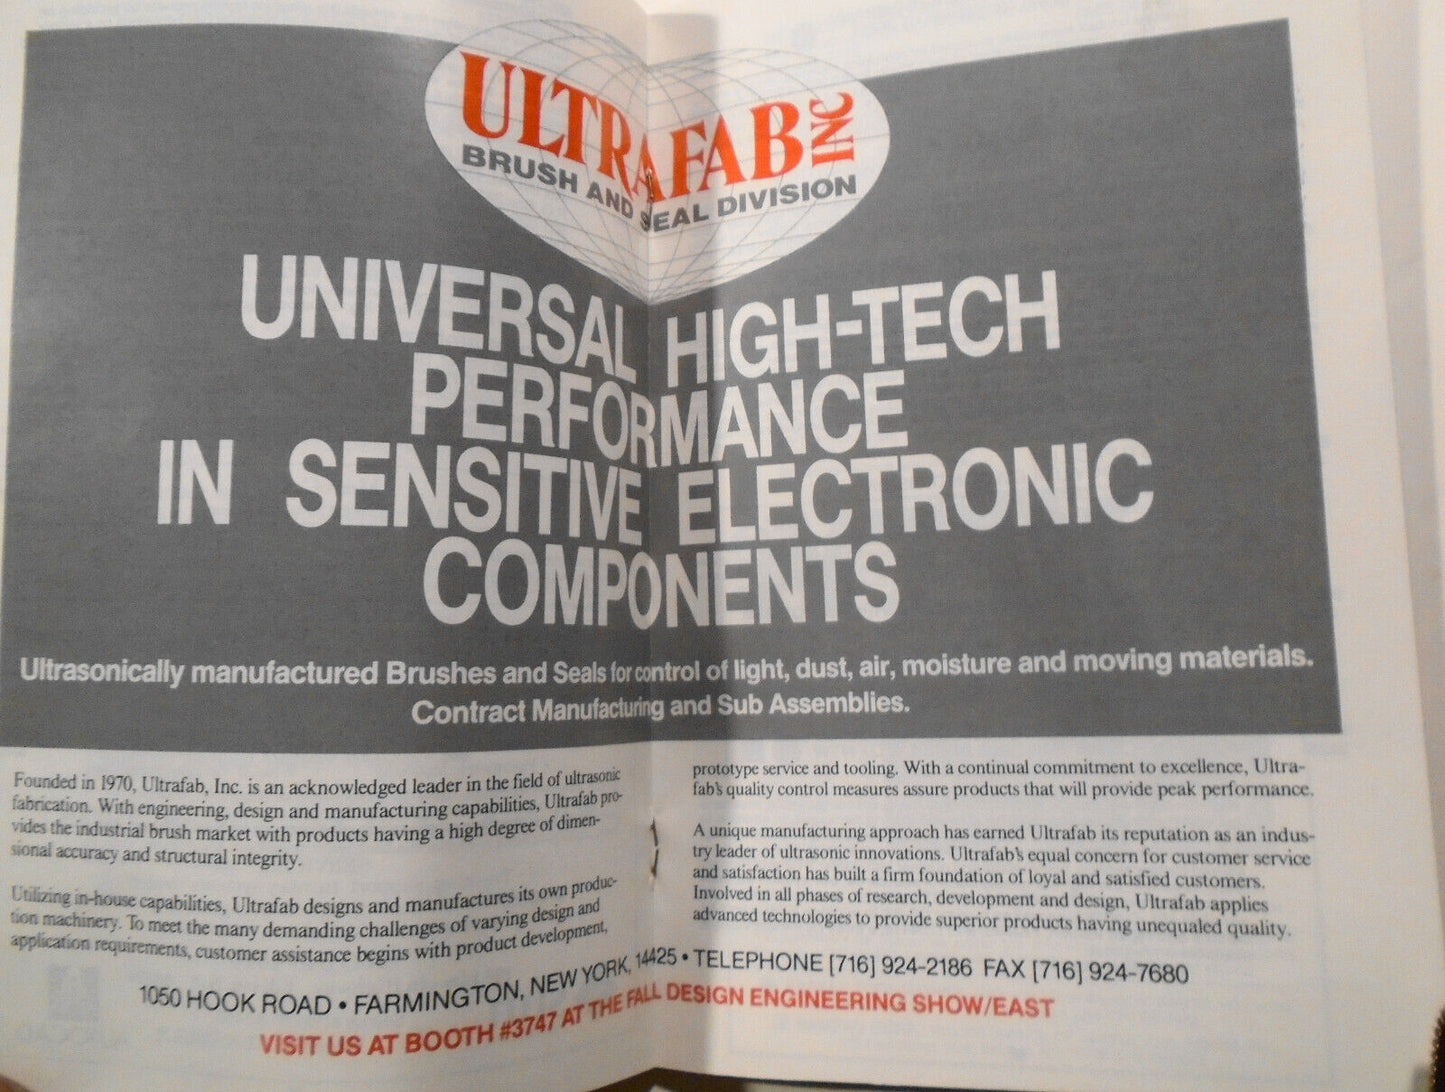 ULTRAFAB INC
BRUSH AND SEAL DIVISION
UNIVERSAL HIGH-TECH
PERFORMANCE
IN SENSITIVE ELECTRONIC
COMPONENTS
Ultrasonically manufactured Brushes and Seals for control of light, dust, air, moisture and moving materials.
Contract Manufacturing and Sub Assemblies.
Founded in 1970, Ultrafab, Inc. is an acknowledged leader in the field of ultrasonic
fabrication. With engineering, design and manufacturing capabilities, Ultrafab pro-
vides the industrial brush market with products having a high degree of dimen-
sional accuracy and structural integrity.
Utilizing in-house capabilities, Ultrafab designs and manufactures its own produc-
tion machinery. To meet the many demanding challenges of varying design and
application requirements, customer assistance begins with product development,
prototype service and tooling. With a continual commitment to excellence, Ultra-
fab's quality control measures assure products that will provide peak performance.
A unique manufacturing approach has earned Ultrafab its reputation as an indus-
try leader of ultrasonic innovations. Ultrafab's equal concern for customer service
and satisfaction has built a firm foundation of loyal and satisfied customers.
Involved in all phases of research, development and design, Ultrafab applies
advanced technologies to provide superior products having unequaled quality.
1050 HOOK ROAD • FARMINGTON, NEW YORK, 14425 • TELEPHONE [716] 924-2186 FAX [716] 924-7680
VISIT US AT BOOTH #3747 AT THE FALL DESIGN ENGINEERING SHOW/EAST